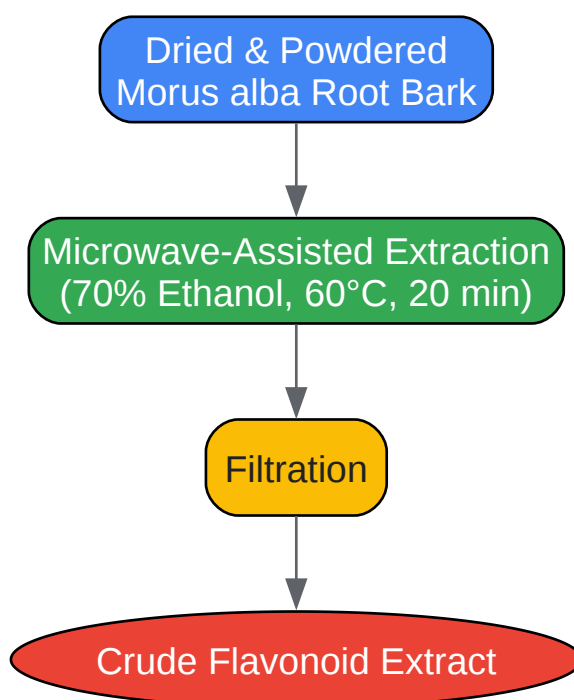 Dried & Powdered
Morus alba Root Bark
Microwave-Assisted Extraction
(70% Ethanol, 60°C, 20 min)
Filtration
Crude Flavonoid Extract